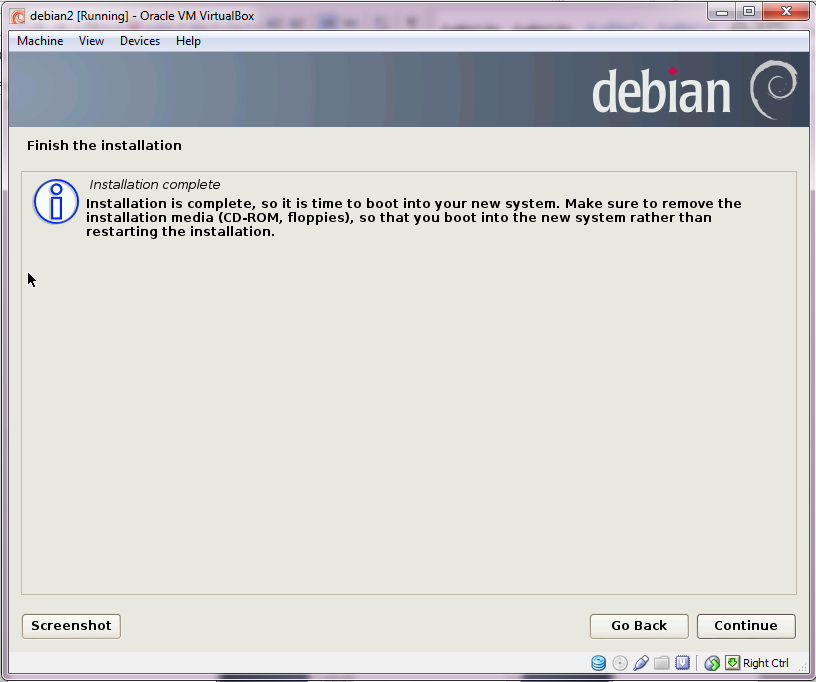 debian2 [Running] - Oracle VM VirtualBox
Machine View Devices Help
debian
Finish the installation
Installation complete
Installation is complete, so it is time to boot into your new system. Make sure to remove the
installation media (CD-ROM, floppies), so that you boot into the new system rather than
restarting the installation.
Screenshot Go Back Continue
Right Ctrl